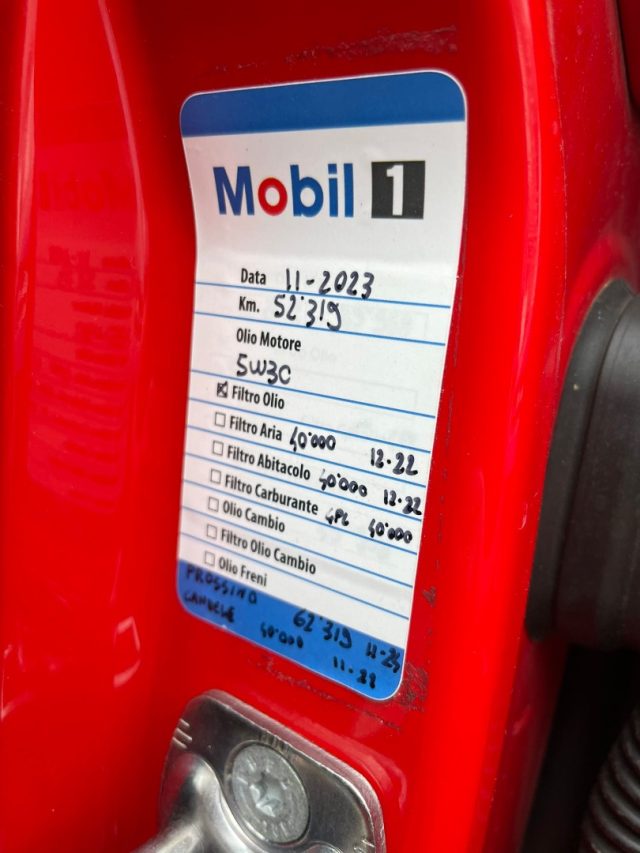 Mobil 1
Data 11-2023
Km. 52'319
Olio Motore
5W30
Filtro Olio
Filtro Aria 40'000 12-22
Filtro Abitacolo 40'000 12-22
Filtro Carburante GPL 40'000
Olio Cambio
Filtro Olio Cambio
Olio Freni
PROSSIMO 62'319 11-24
CANDELE 40'000 11-22